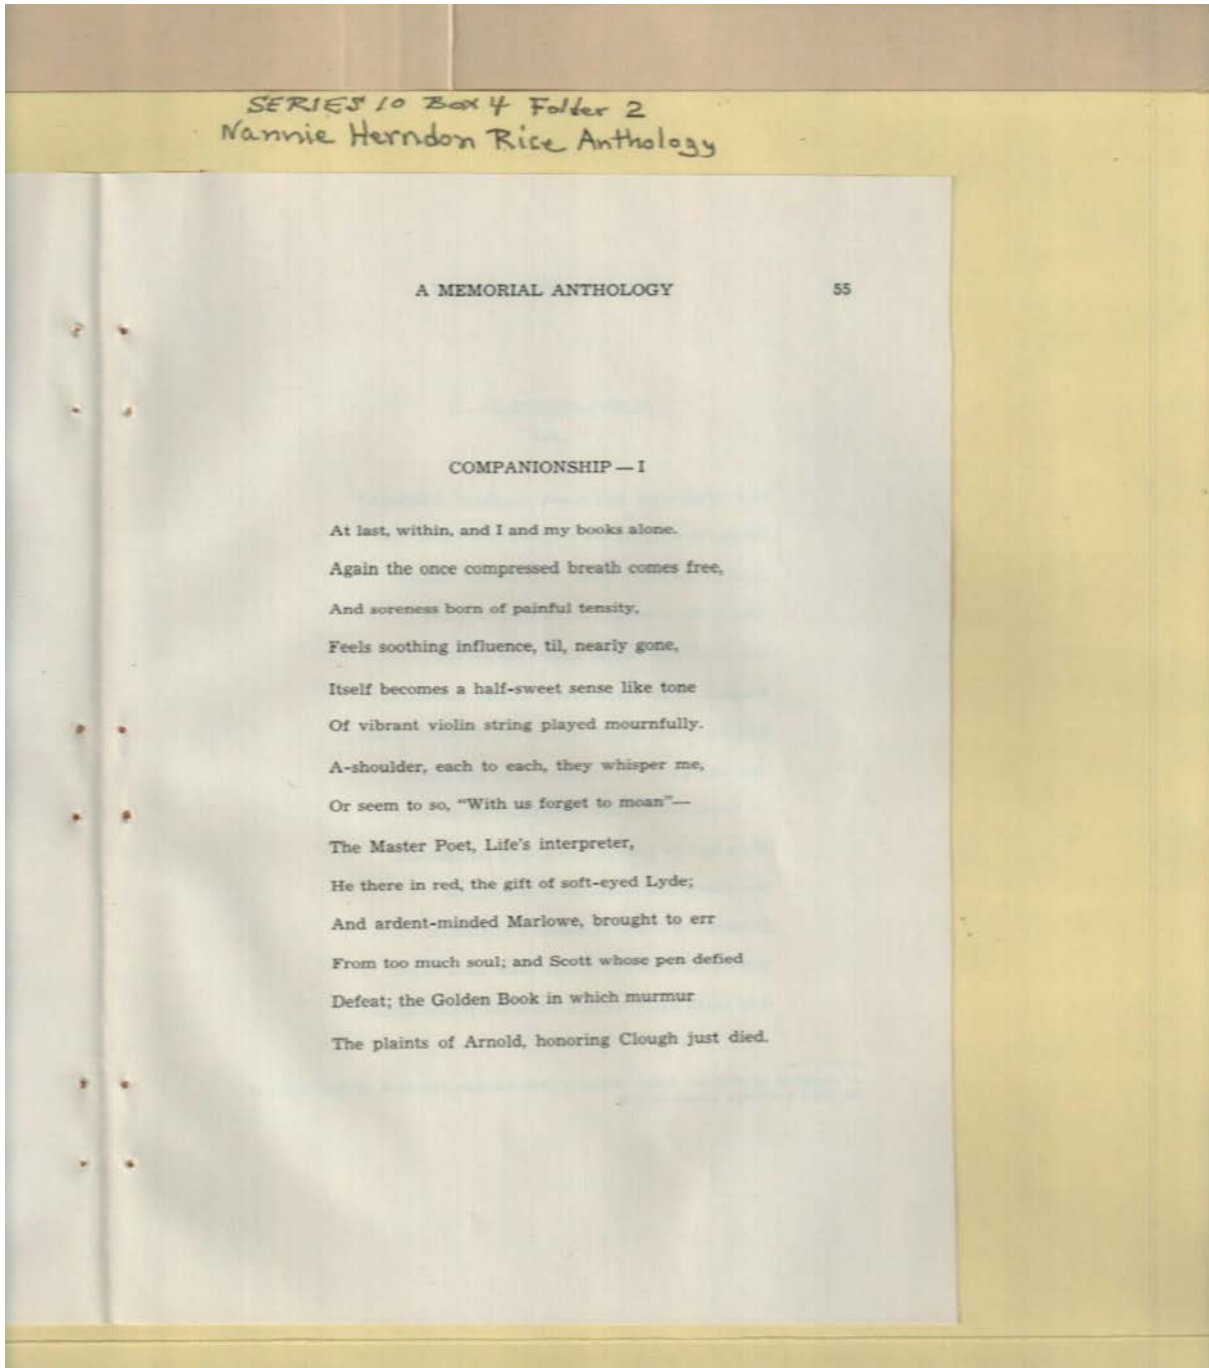 SERIES 10 Box 4 Folder 2
Nannie Herndon Rice Anthology
A MEMORIAL ANTHOLOGY 55
COMPANIONSHIP — I
At last, within, and I and my books alone.
Again the once compressed breath comes free,
And soreness born of painful tensity,
Feels soothing influence, til, nearly gone,
Itself becomes a half-sweet sense like tone
Of vibrant violin string played mournfully.
A-shoulder, each to each, they whisper me,
Or seem to so, "With us forget to moan"—
The Master Poet, Life's interpreter,
He there in red, the gift of soft-eyed Lyde;
And ardent-minded Marlowe, brought to err
From too much soul; and Scott whose pen defied
Defeat; the Golden Book in which murmur
The plaints of Arnold, honoring Clough just died.